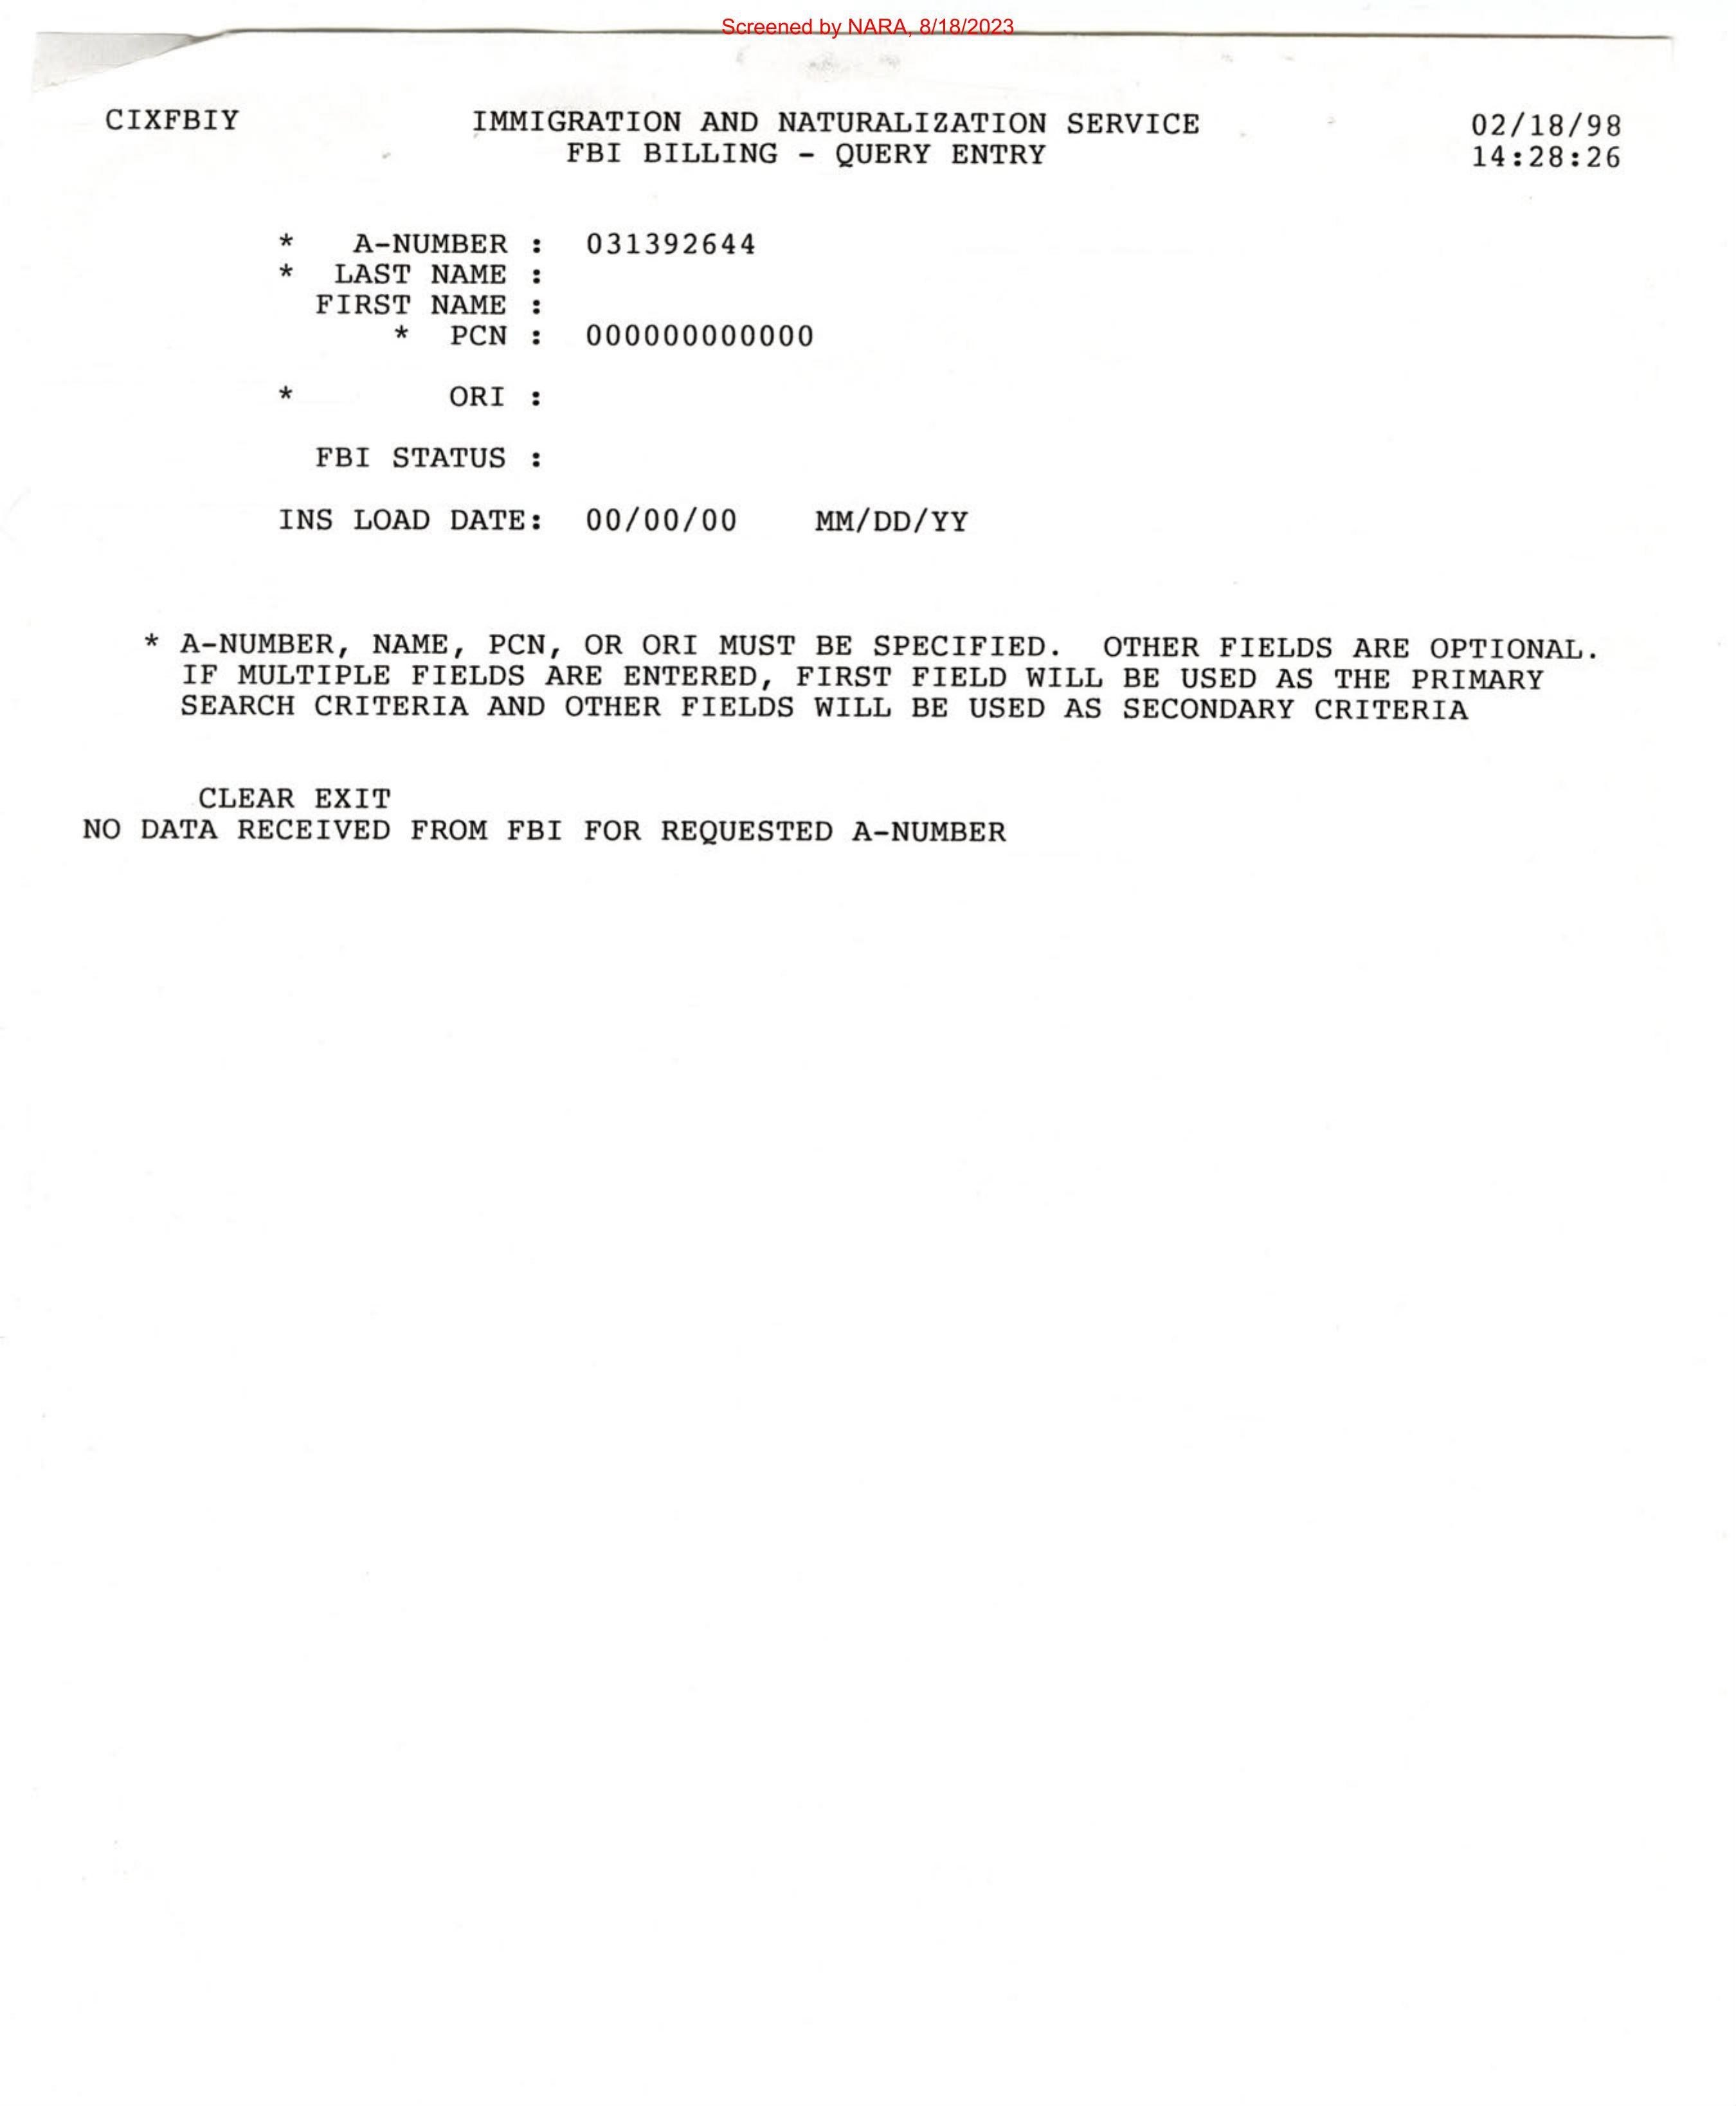 Screened by NARA, 8/18/2023
CIXFBIY IMMIGRATION AND NATURALIZATION SERVICE 02/18/98
FBI BILLING - QUERY ENTRY 14:28:26
* A-NUMBER : 031392644
* LAST NAME :
FIRST NAME :
* PCN : 000000000000
* ORI :
FBI STATUS :
INS LOAD DATE: 00/00/00 MM/DD/YY
* A-NUMBER, NAME, PCN, OR ORI MUST BE SPECIFIED. OTHER FIELDS ARE OPTIONAL.
IF MULTIPLE FIELDS ARE ENTERED, FIRST FIELD WILL BE USED AS THE PRIMARY
SEARCH CRITERIA AND OTHER FIELDS WILL BE USED AS SECONDARY CRITERIA
CLEAR EXIT
NO DATA RECEIVED FROM FBI FOR REQUESTED A-NUMBER